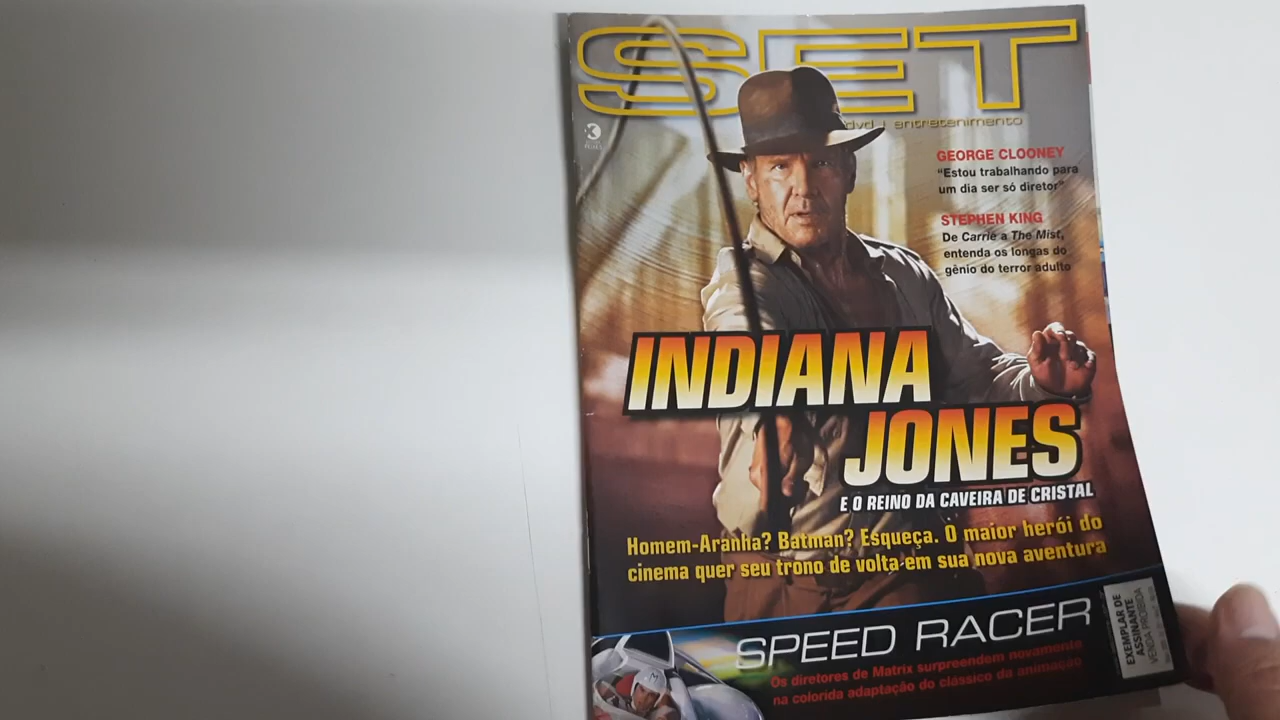 SET
dvd | entretenimento
GEORGE CLOONEY
“Estou trabalhando para
um dia ser só diretor”
STEPHEN KING
De Carrie a The Mist,
entenda os longas do
gênio do terror adulto
INDIANA
JONES
E O REINO DA CAVEIRA DE CRISTAL
Homem-Aranha? Batman? Esqueça. O maior herói do
cinema quer seu trono de volta em sua nova aventura
SPEED RACER
Os diretores de Matrix surpreendem novamente
na colorida adaptação do clássico da animação
EXEMPLAR DE
ASSINANTE
VENDA PROIBIDA
M